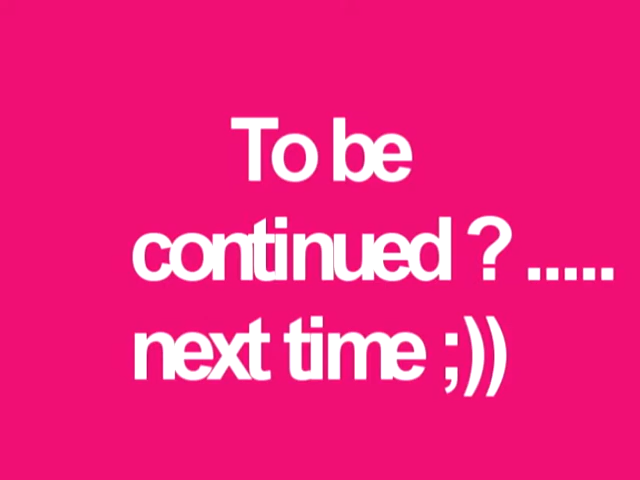 To be
continued ? .....
next time ;))